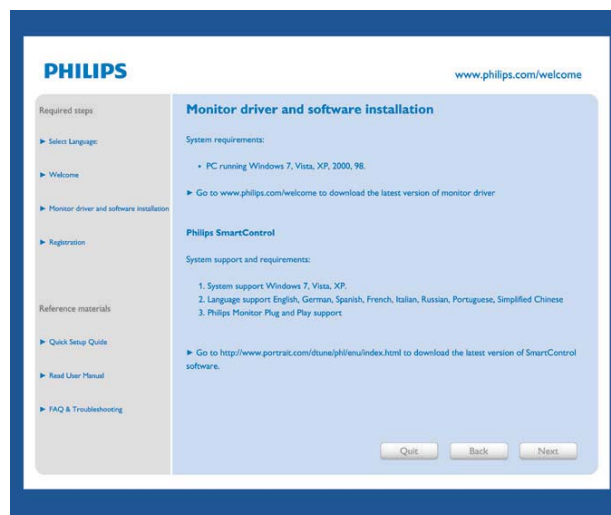 PHILIPS
www.philips.com/welcome
Required steps
► Select Language:
► Welcome
► Monitor driver and software installation
► Registration
Reference materials
► Quick Setup Guide
► Read User Manual
► FAQ & Troubleshooting
Monitor driver and software installation
System requirements:
• PC running Windows 7, Vista, XP, 2000, 98.
► Go to www.philips.com/welcome to download the latest version of monitor driver
Philips SmartControl
System support and requirements:
1. System support Windows 7, Vista, XP.
2. Language support English, German, Spanish, French, Italian, Russian, Portuguese, Simplified Chinese
3. Philips Monitor Plug and Play support
► Go to http://www.portrait.com/dtune/phl/enu/index.html to download the latest version of SmartControl
software.
Quit
Back
Next